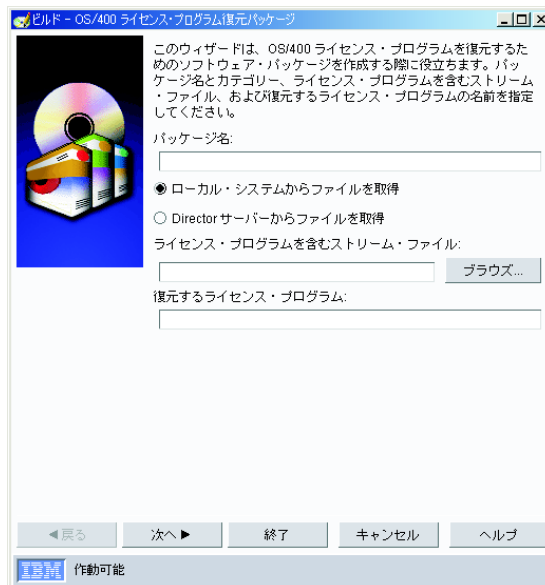 ビルド - OS/400 ライセンス・プログラム復元パッケージ
このウィザードは、OS/400 ライセンス・プログラムを復元するた
めのソフトウェア・パッケージを作成する際に役立ちます。パッ
ケージ名とカテゴリー、ライセンス・プログラムを含むストリーム
・ファイル、および復元するライセンス・プログラムの名前を指定
してください。
パッケージ名:
ローカル・システムからファイルを取得
Director サーバーからファイルを取得
ライセンス・プログラムを含むストリーム・ファイル:
ブラウズ...
復元するライセンス・プログラム:
◀戻る 次へ▶ 終了 キャンセル ヘルプ
IBM 作動可能